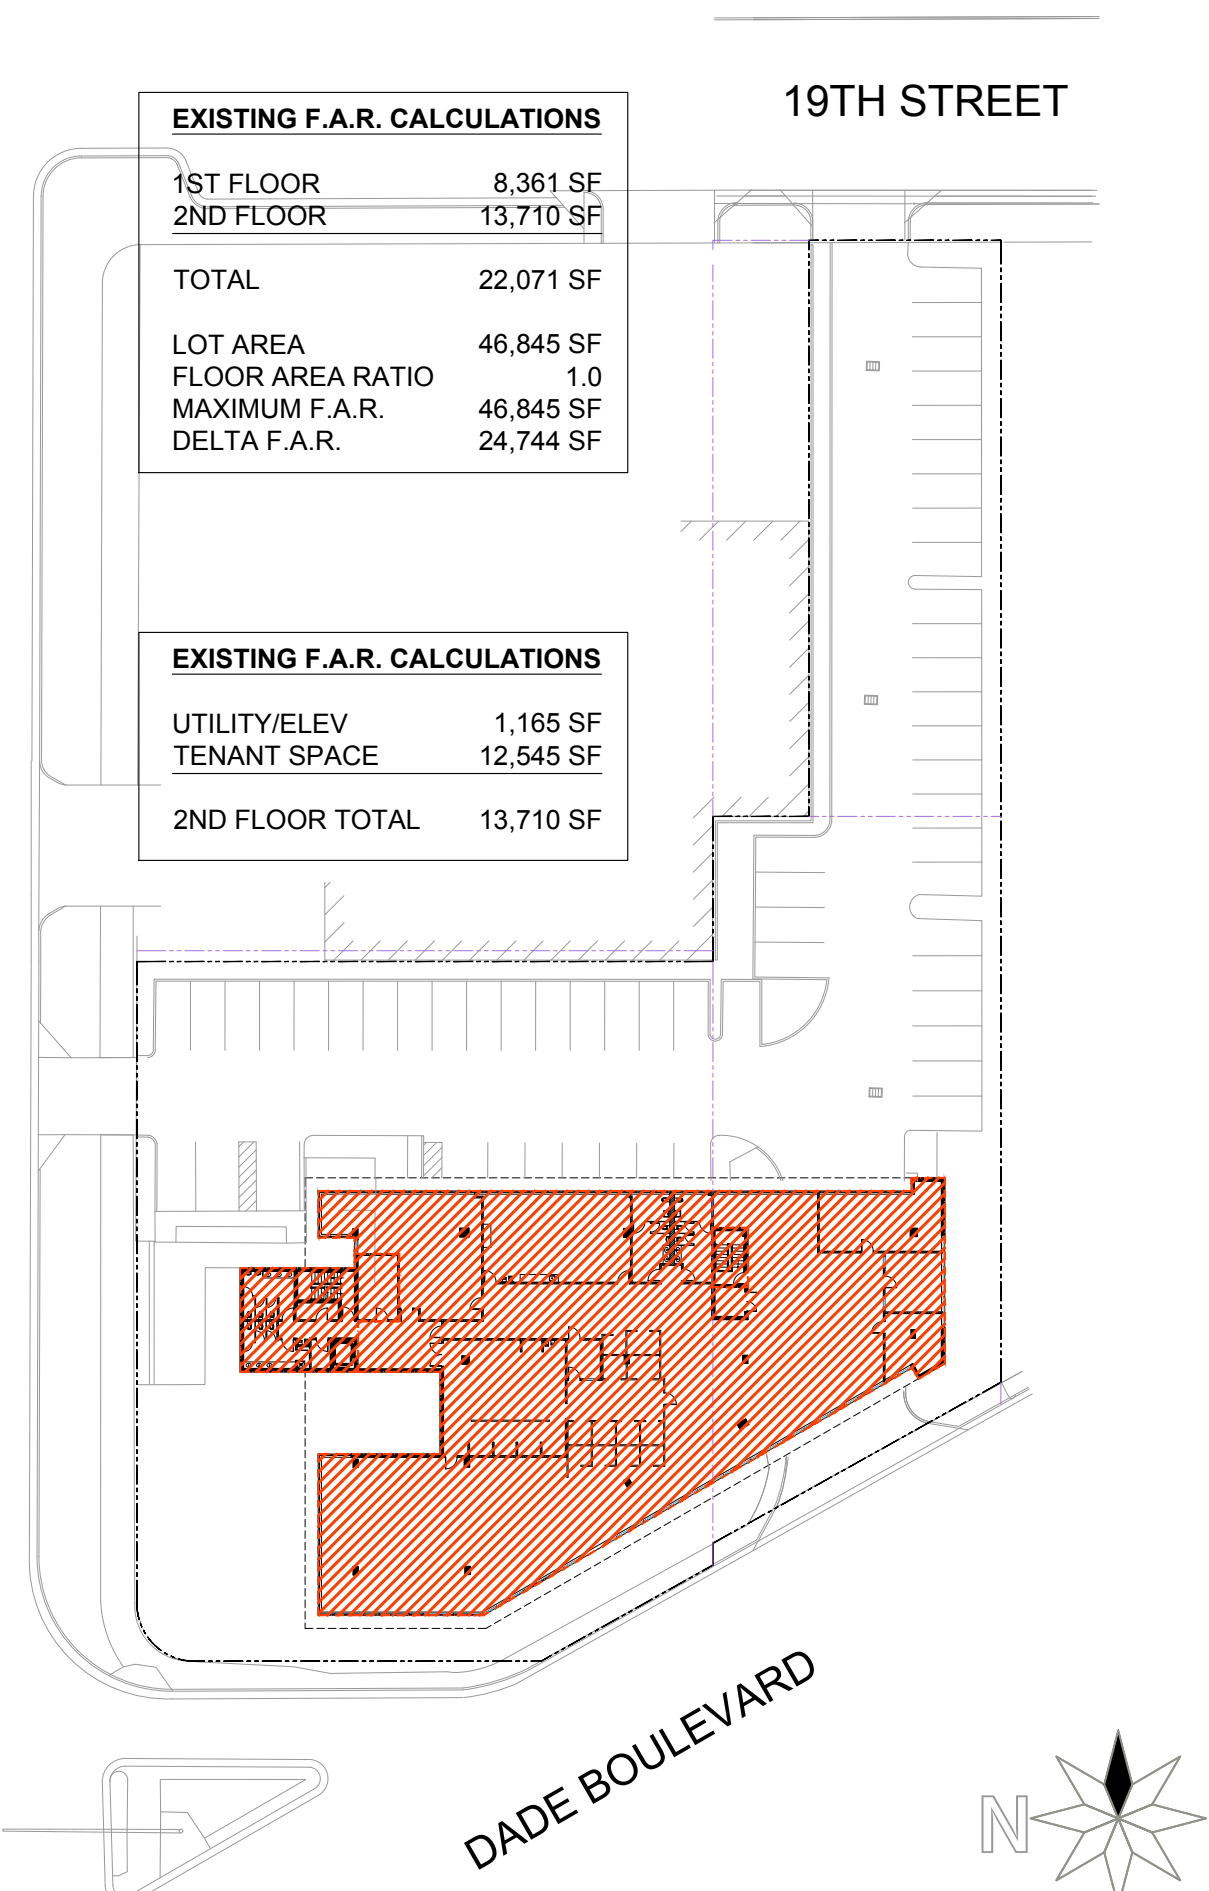 19TH STREET
EXISTING F.A.R. CALCULATIONS
1ST FLOOR 8,361 SF
2ND FLOOR 13,710 SF
TOTAL 22,071 SF
LOT AREA 46,845 SF
FLOOR AREA RATIO 1.0
MAXIMUM F.A.R. 46,845 SF
DELTA F.A.R. 24,744 SF
EXISTING F.A.R. CALCULATIONS
UTILITY/ELEV 1,165 SF
TENANT SPACE 12,545 SF
2ND FLOOR TOTAL 13,710 SF
DADE BOULEVARD
N